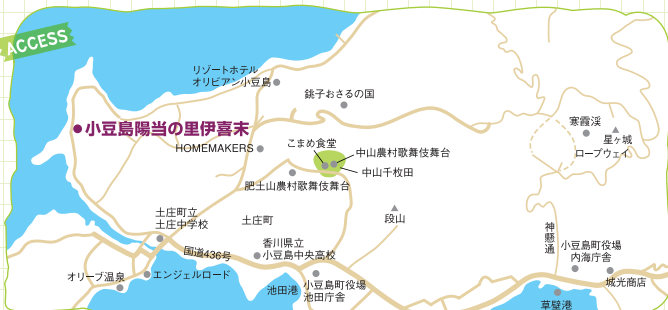 ACCESS
リゾートホテル
オリビアン小豆島
銚子おさるの国
小豆島陽当の里伊喜末
HOMEMAKERS
こまめ食堂
中山農村歌舞伎舞台
中山千枚田
肥土山農村歌舞伎舞台
寒霞渓
星ヶ城
ロープウェイ
土庄町立
土庄中学校
土庄町
段山
神懸通
国道436号
香川県立
小豆島中央高校
小豆島町役場
内海庁舎
オリーブ温泉
エンジェルロード
池田港
小豆島町役場
池田庁舎
城光商店
草壁港